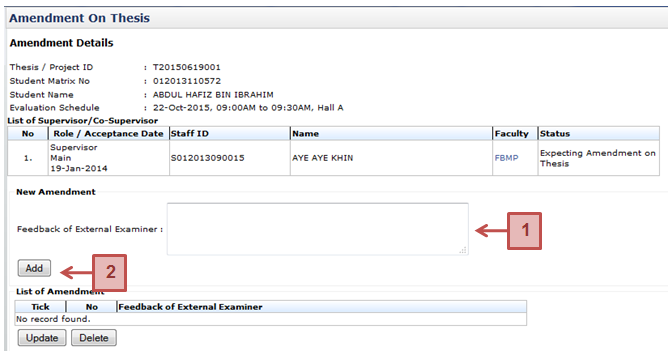 Amendment On Thesis
Amendment Details
Thesis / Project ID : T20150619001
Student Matrix No : 012013110572
Student Name : ABDUL HAFIZ BIN IBRAHIM
Evaluation Schedule : 22-Oct-2015, 09:00AM to 09:30AM, Hall A
List of Supervisor/Co-Supervisor
No Role / Acceptance Date Staff ID Name Faculty Status
1. Supervisor Main 19-Jan-2014 S012013090015 AYE AYE KHIN FBMP Expecting Amendment on Thesis
New Amendment
Feedback of External Examiner :
1
Add
2
List of Amendment
Tick No Feedback of External Examiner
No record found.
Update Delete